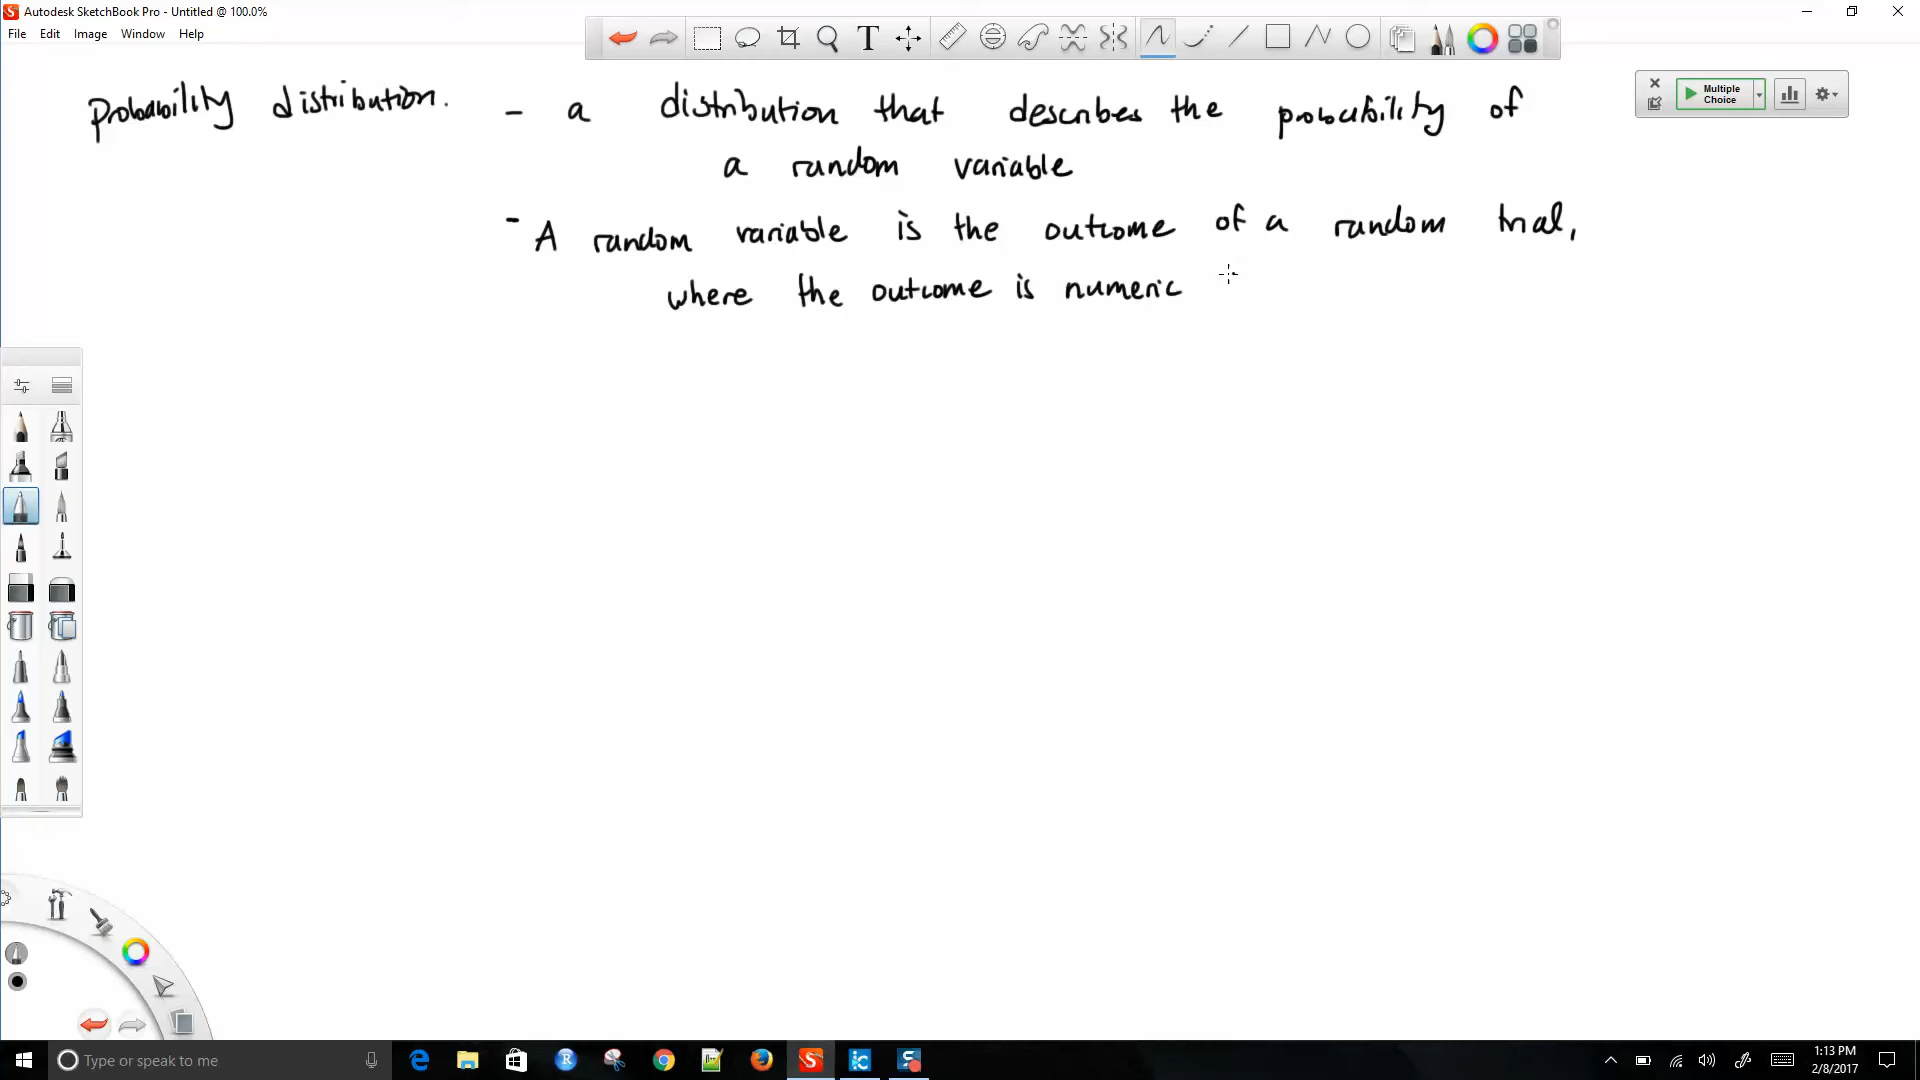 Autodesk SketchBook Pro - Untitled @ 100.0%
File Edit Image Window Help
T
Multiple
Choice
Probability distribution. - a distribution that describes the probability of
a random variable
- A random variable is the outcome of a random trial,
where the outcome is numeric
Type or speak to me
1:13 PM
2/8/2017